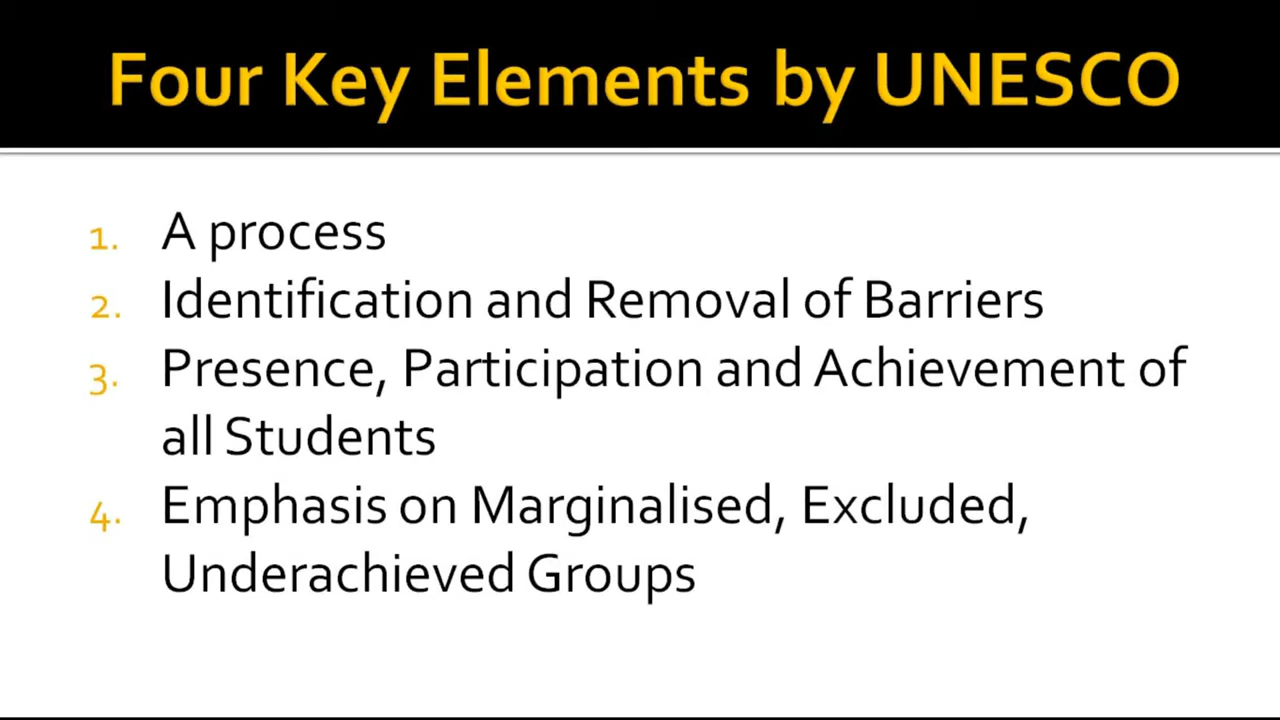 Four Key Elements by UNESCO
1. A process
2. Identification and Removal of Barriers
3. Presence, Participation and Achievement of
all Students
4. Emphasis on Marginalised, Excluded,
Underachieved Groups